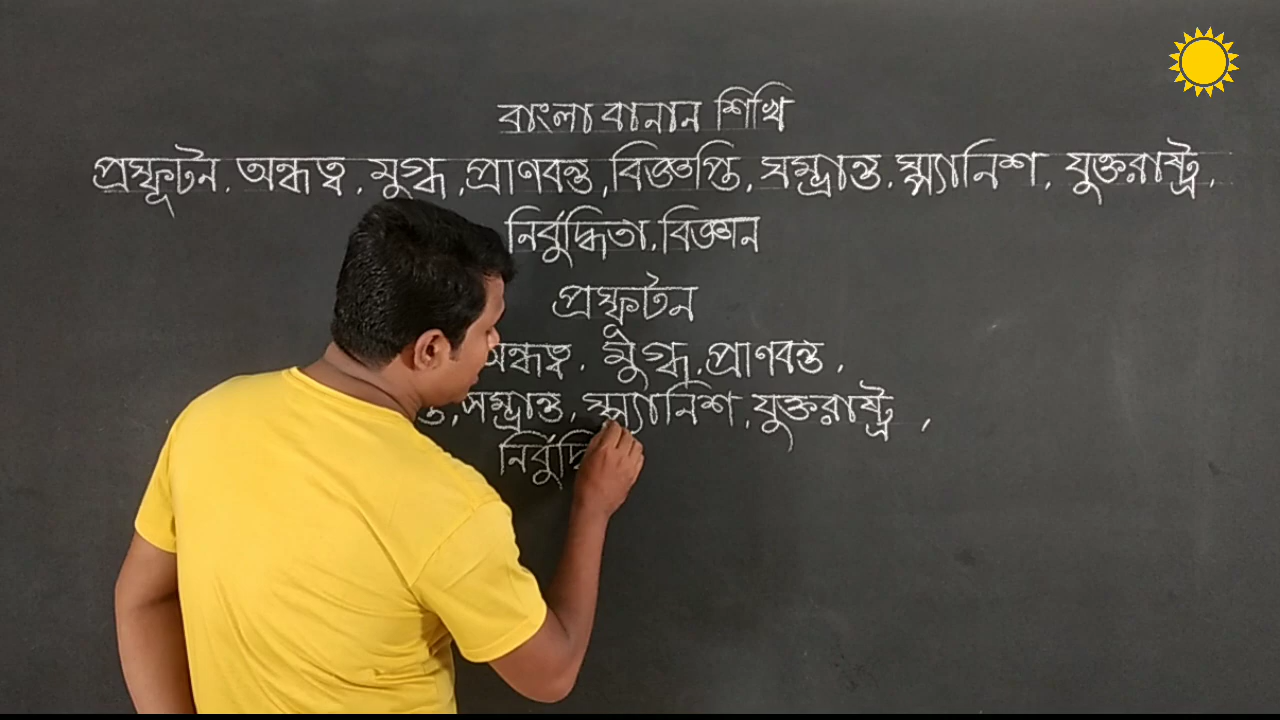 বাংলা বানান শিখি
প্রস্ফূটন, অন্ধত্ব, মুগ্ধ, প্রাণবন্ত, বিজ্ঞপ্তি, সম্ভ্রান্ত, স্প্যানিশ, যুক্তরাষ্ট্র,
নির্বুদ্ধিতা, বিজ্ঞান
প্রস্ফূটন
অন্ধত্ব, মুগ্ধ, প্রাণবন্ত,
সম্ভ্রান্ত, স্প্যানিশ, যুক্তরাষ্ট্র,